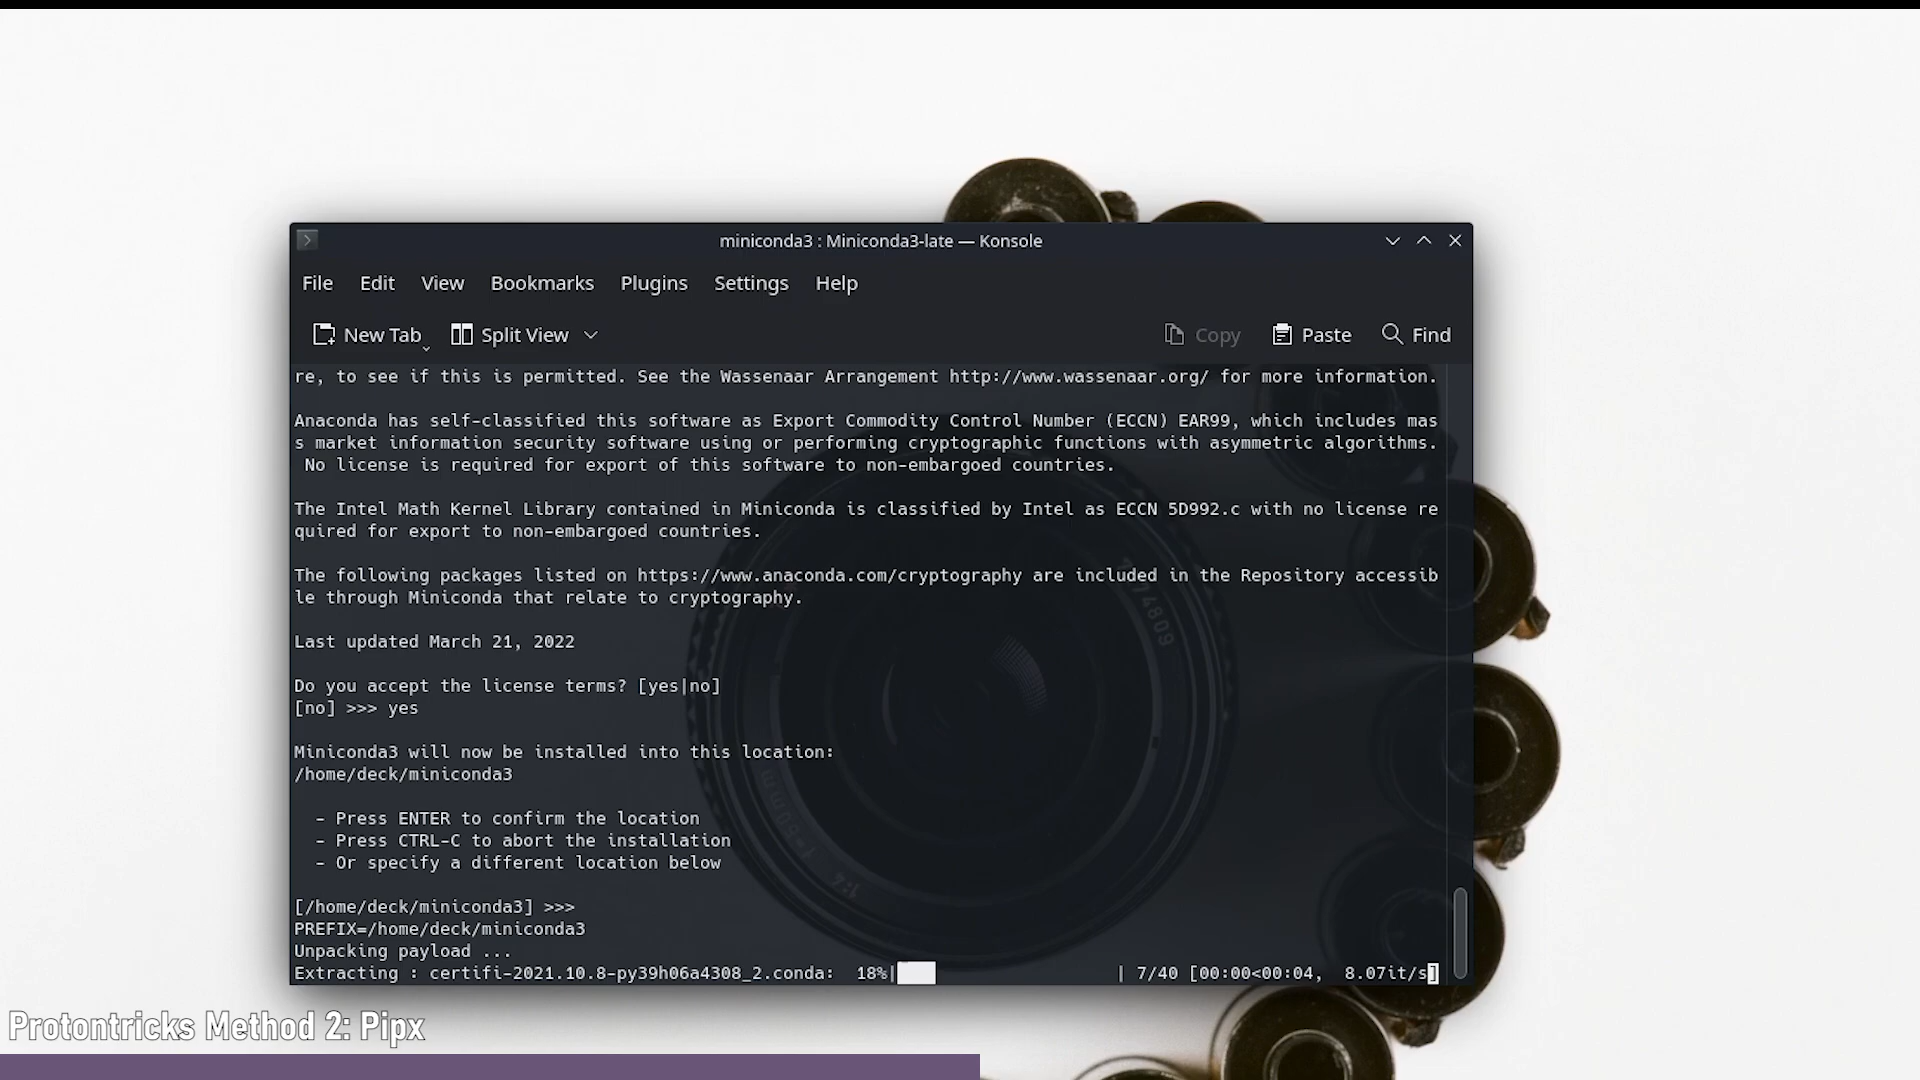 miniconda3 : Miniconda3-late — Konsole
File Edit View Bookmarks Plugins Settings Help
New Tab Split View Copy Paste Find
re, to see if this is permitted. See the Wassenaar Arrangement http://www.wassenaar.org/ for more information.
Anaconda has self-classified this software as Export Commodity Control Number (ECCN) EAR99, which includes mas
s market information security software using or performing cryptographic functions with asymmetric algorithms.
No license is required for export of this software to non-embargoed countries.
The Intel Math Kernel Library contained in Miniconda is classified by Intel as ECCN 5D992.c with no license re
quired for export to non-embargoed countries.
The following packages listed on https://www.anaconda.com/cryptography are included in the Repository accessib
le through Miniconda that relate to cryptography.
Last updated March 21, 2022
Do you accept the license terms? [yes|no]
[no] >>> yes
Miniconda3 will now be installed into this location:
/home/deck/miniconda3
- Press ENTER to confirm the location
- Press CTRL-C to abort the installation
- Or specify a different location below
[/home/deck/miniconda3] >>>
PREFIX=/home/deck/miniconda3
Unpacking payload ...
Extracting : certifi-2021.10.8-py39h06a4308_2.conda:  18%| | 7/40 [00:00<00:04,  8.07it/s]
Protontricks Method 2: Pipx